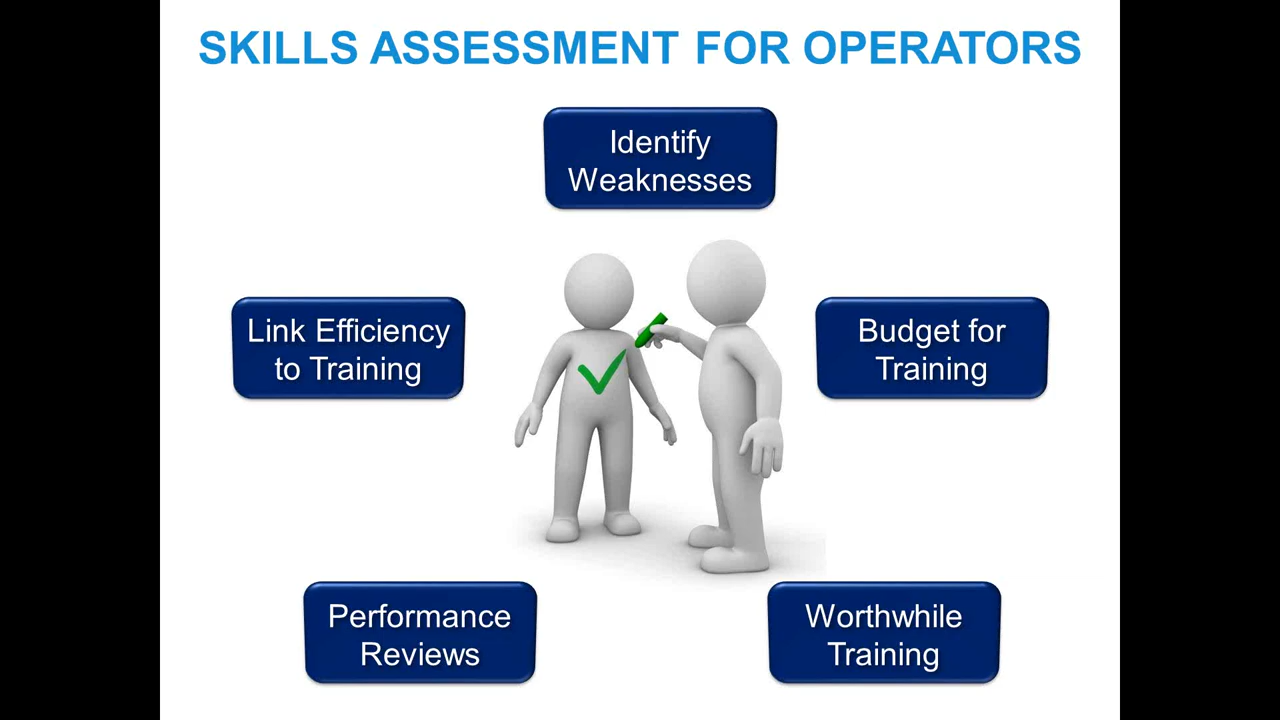 SKILLS ASSESSMENT FOR OPERATORS
Identify
Weaknesses
Link Efficiency
to Training
Budget for
Training
Performance
Reviews
Worthwhile
Training